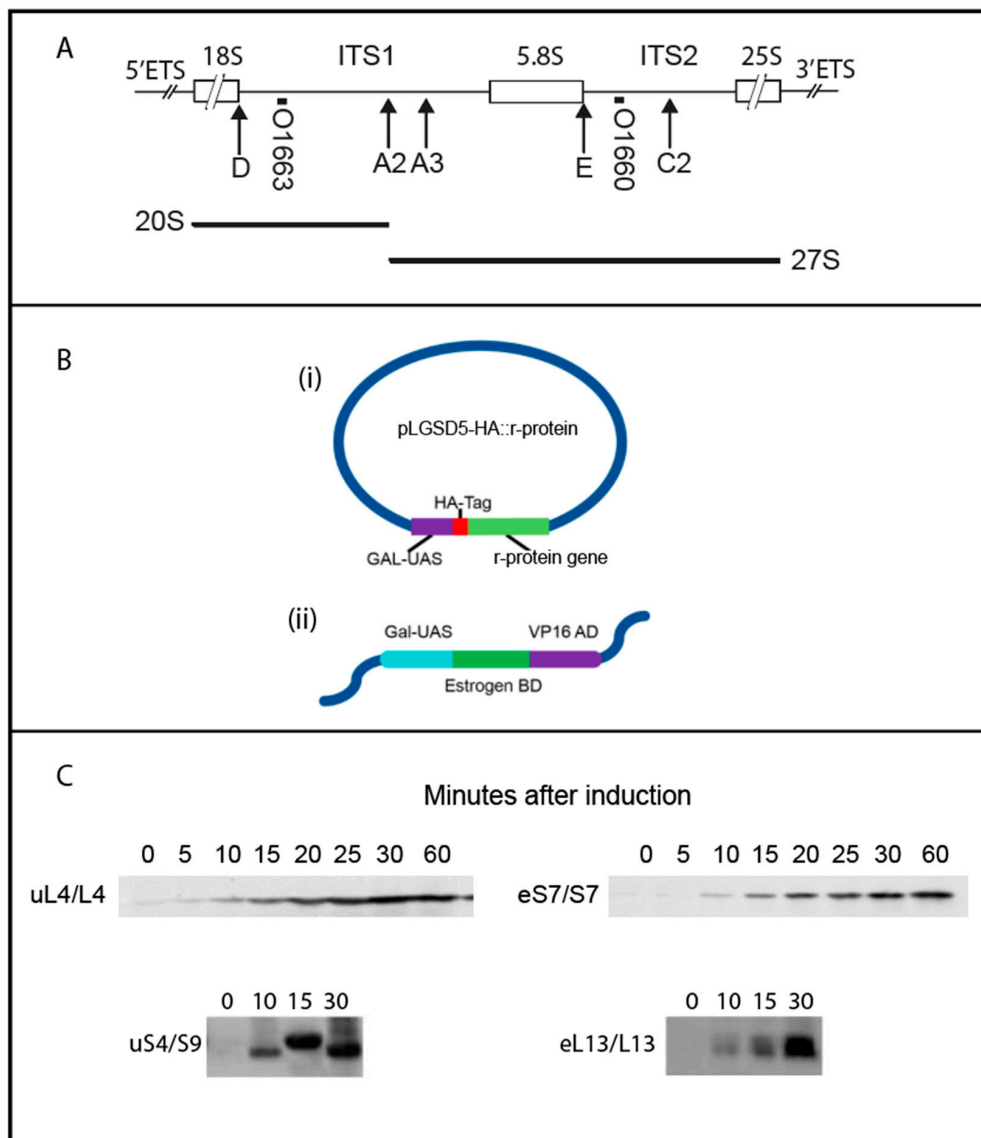 A
5'ETS 18S ITS1 5.8S ITS2 25S 3'ETS
D O1663 A2 A3 E O1660 C2
20S
27S
B
(i)
pLGSD5-HA::r-protein
HA-Tag
GAL-UAS r-protein gene
(ii)
Gal-UAS VP16 AD
Estrogen BD
C
Minutes after induction
0 5 10 15 20 25 30 60
uL4/L4
0 5 10 15 20 25 30 60
eS7/S7
0 10 15 30
uS4/S9
0 10 15 30
eL13/L13